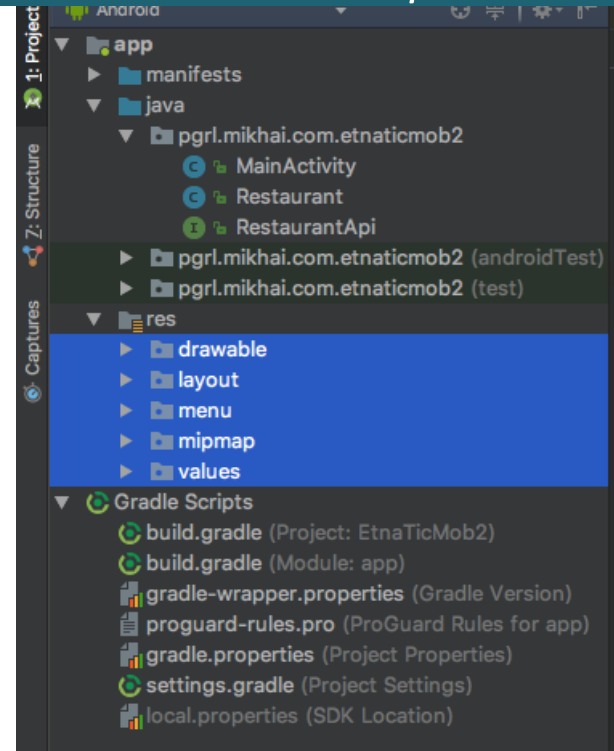 Android
1: Project
Z: Structure
Captures
app
manifests
java
pgrl.mikhai.com.etnaticmob2
MainActivity
Restaurant
RestaurantApi
pgrl.mikhai.com.etnaticmob2 (androidTest)
pgrl.mikhai.com.etnaticmob2 (test)
res
drawable
layout
menu
mipmap
values
Gradle Scripts
build.gradle (Project: EtnaTicMob2)
build.gradle (Module: app)
gradle-wrapper.properties (Gradle Version)
proguard-rules.pro (ProGuard Rules for app)
gradle.properties (Project Properties)
settings.gradle (Project Settings)
local.properties (SDK Location)